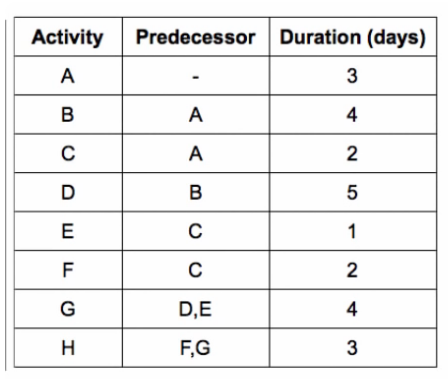 Activity Predecessor Duration (days)
A - 3
B A 4
C A 2
D B 5
E C 1
F C 2
G D,E 4
H F,G 3